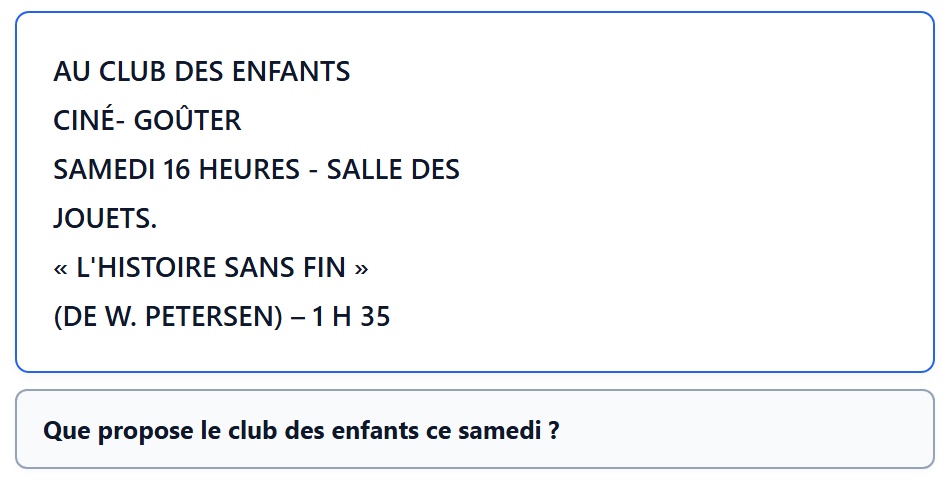 AU CLUB DES ENFANTS
CINÉ- GOÛTER
SAMEDI 16 HEURES - SALLE DES
JOUETS.
« L'HISTOIRE SANS FIN »
(DE W. PETERSEN) – 1 H 35
Que propose le club des enfants ce samedi ?